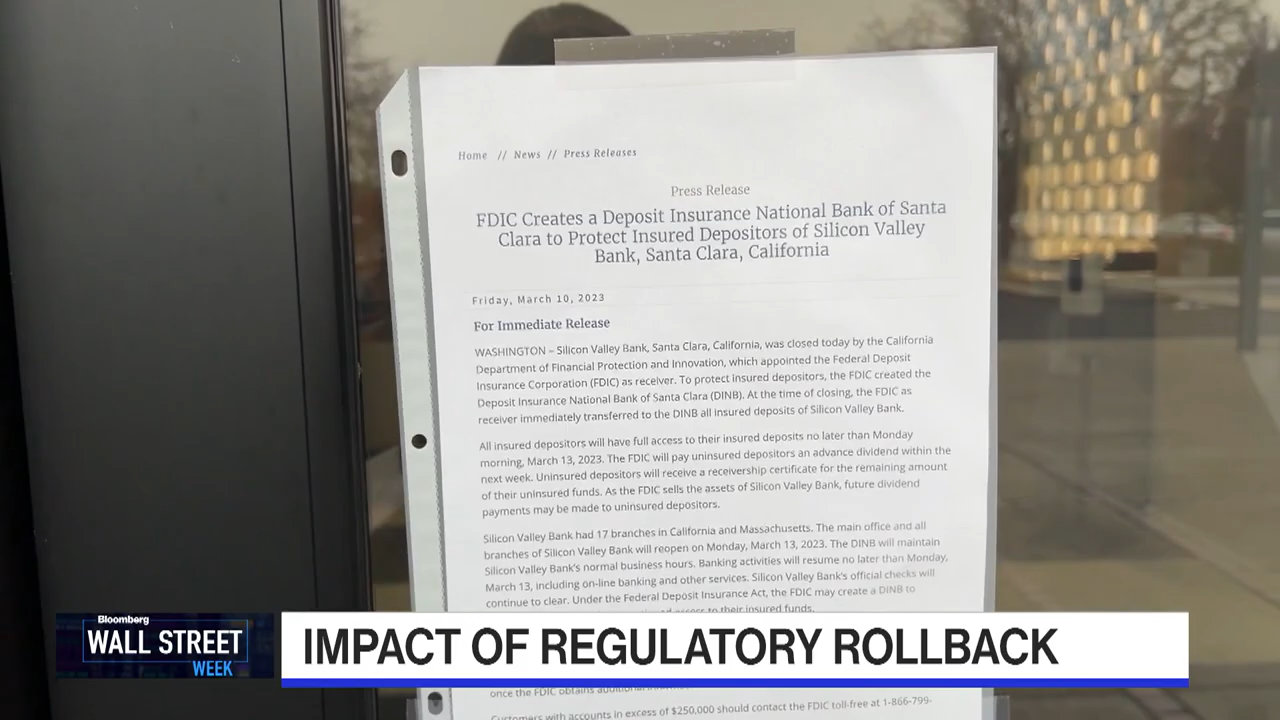 Home // News // Press Releases
Press Release
FDIC Creates a Deposit Insurance National Bank of Santa
Clara to Protect Insured Depositors of Silicon Valley
Bank, Santa Clara, California
Friday, March 10, 2023
For Immediate Release
WASHINGTON – Silicon Valley Bank, Santa Clara, California, was closed today by the California
Department of Financial Protection and Innovation, which appointed the Federal Deposit
Insurance Corporation (FDIC) as receiver. To protect insured depositors, the FDIC created the
Deposit Insurance National Bank of Santa Clara (DINB). At the time of closing, the FDIC as
receiver immediately transferred to the DINB all insured deposits of Silicon Valley Bank.
All insured depositors will have full access to their insured deposits no later than Monday
morning, March 13, 2023. The FDIC will pay uninsured depositors an advance dividend within the
next week. Uninsured depositors will receive a receivership certificate for the remaining amount
of their uninsured funds. As the FDIC sells the assets of Silicon Valley Bank, future dividend
payments may be made to uninsured depositors.
Silicon Valley Bank had 17 branches in California and Massachusetts. The main office and all
branches of Silicon Valley Bank will reopen on Monday, March 13, 2023. The DINB will maintain
Silicon Valley Bank's normal business hours. Banking activities will resume no later than Monday,
March 13, including on-line banking and other services. Silicon Valley Bank's official checks will
continue to clear. Under the Federal Deposit Insurance Act, the FDIC may create a DINB to
access to their insured funds.
Bloomberg
WALL STREET
WEEK
IMPACT OF REGULATORY ROLLBACK
once the FDIC obtains
Customers with accounts in excess of $250,000 should contact the FDIC toll-free at 1-866-799-